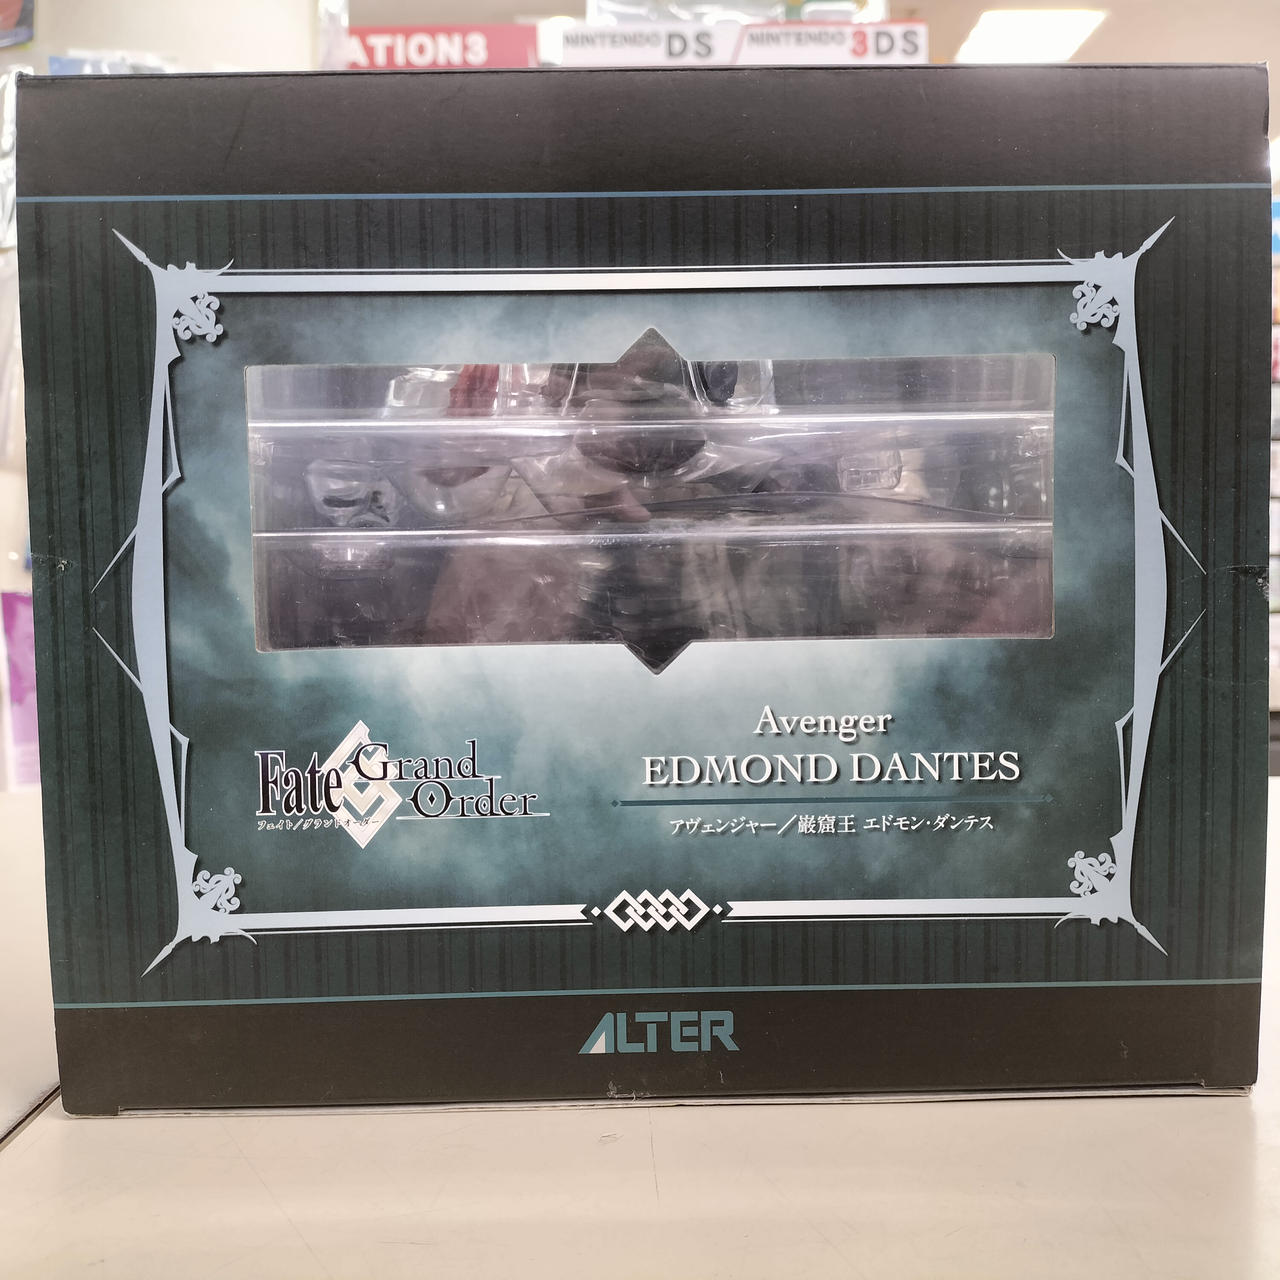 ATION3
NINTENDO DS
NINTENDO 3DS
Fate
Grand
Order
フェイト/グランドオーダー
Avenger
EDMOND DANTES
アヴェンジャー/巌窟王 エドモン・ダンテス
ALTER